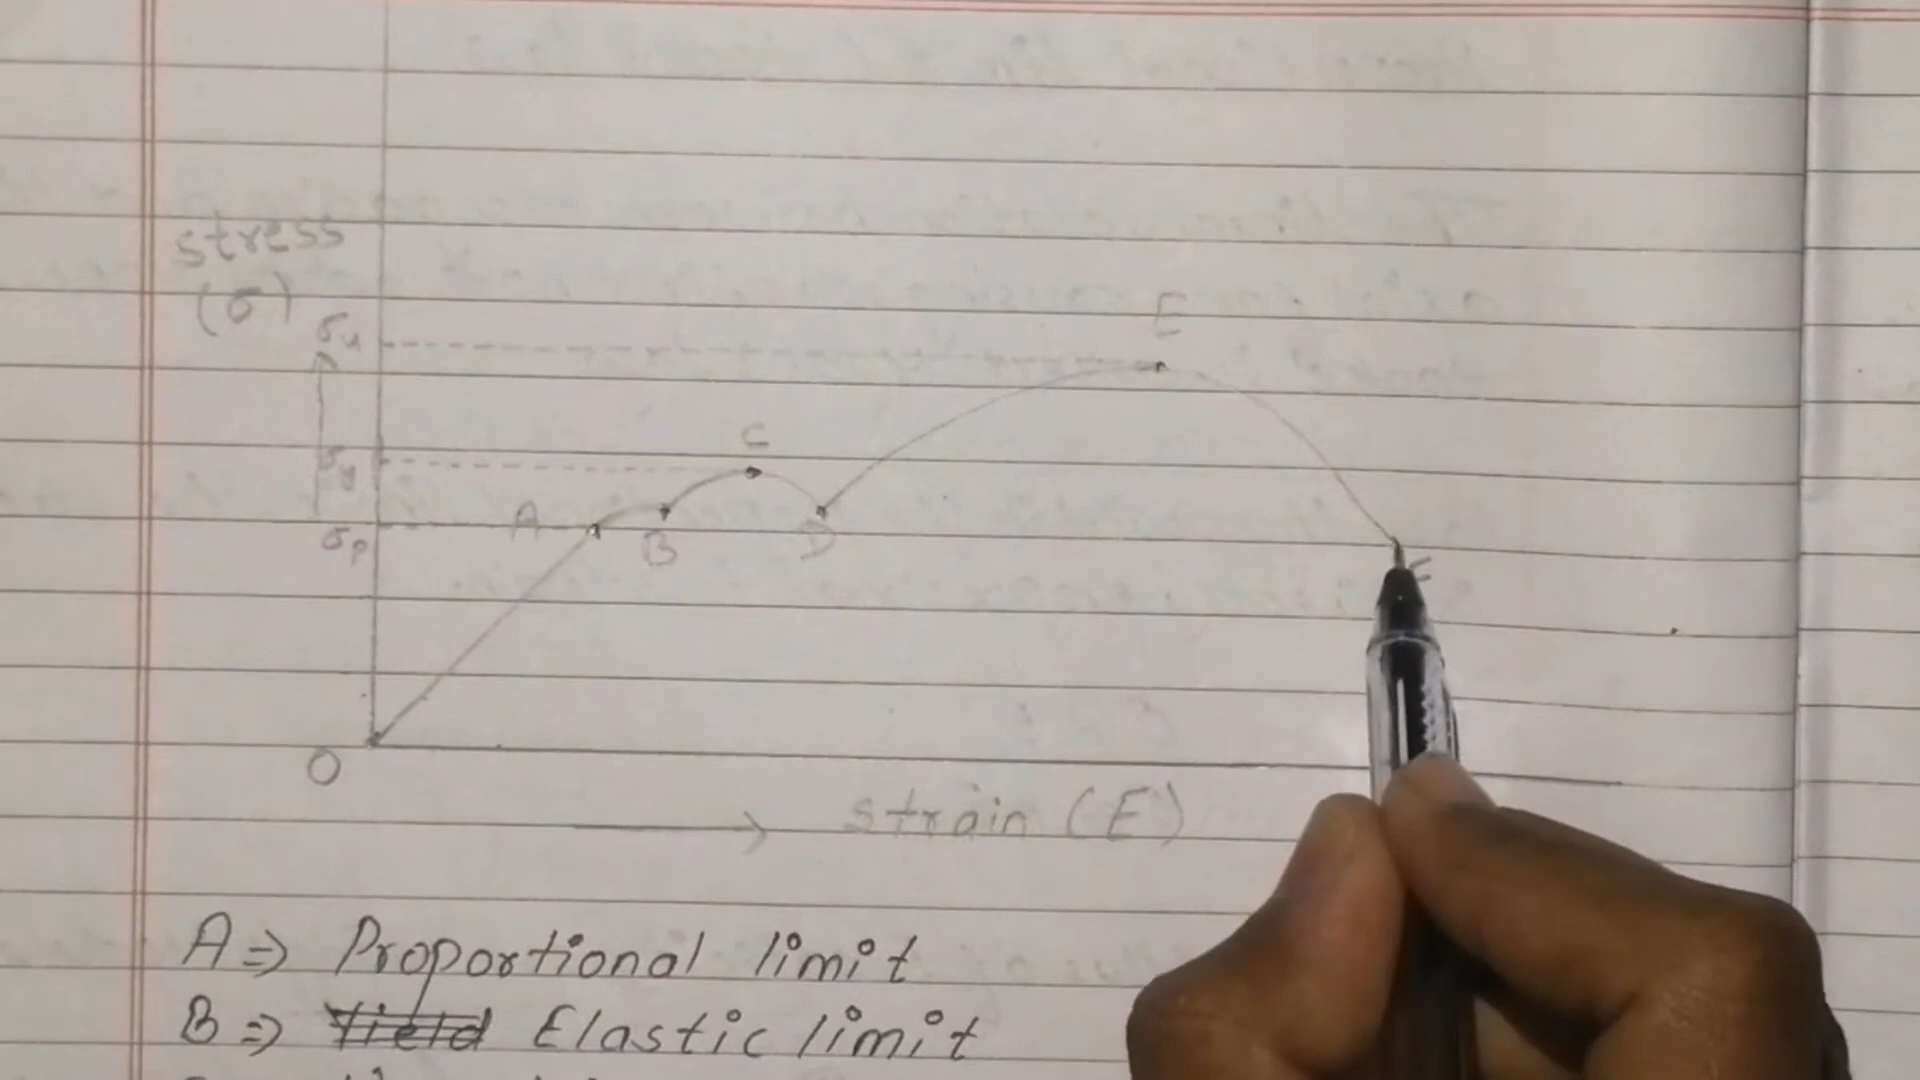 stress
(σ)
σu
E
C
σy
A
B
D
σp
O
strain (E)
A => Proportional limit
B => Yield Elastic limit